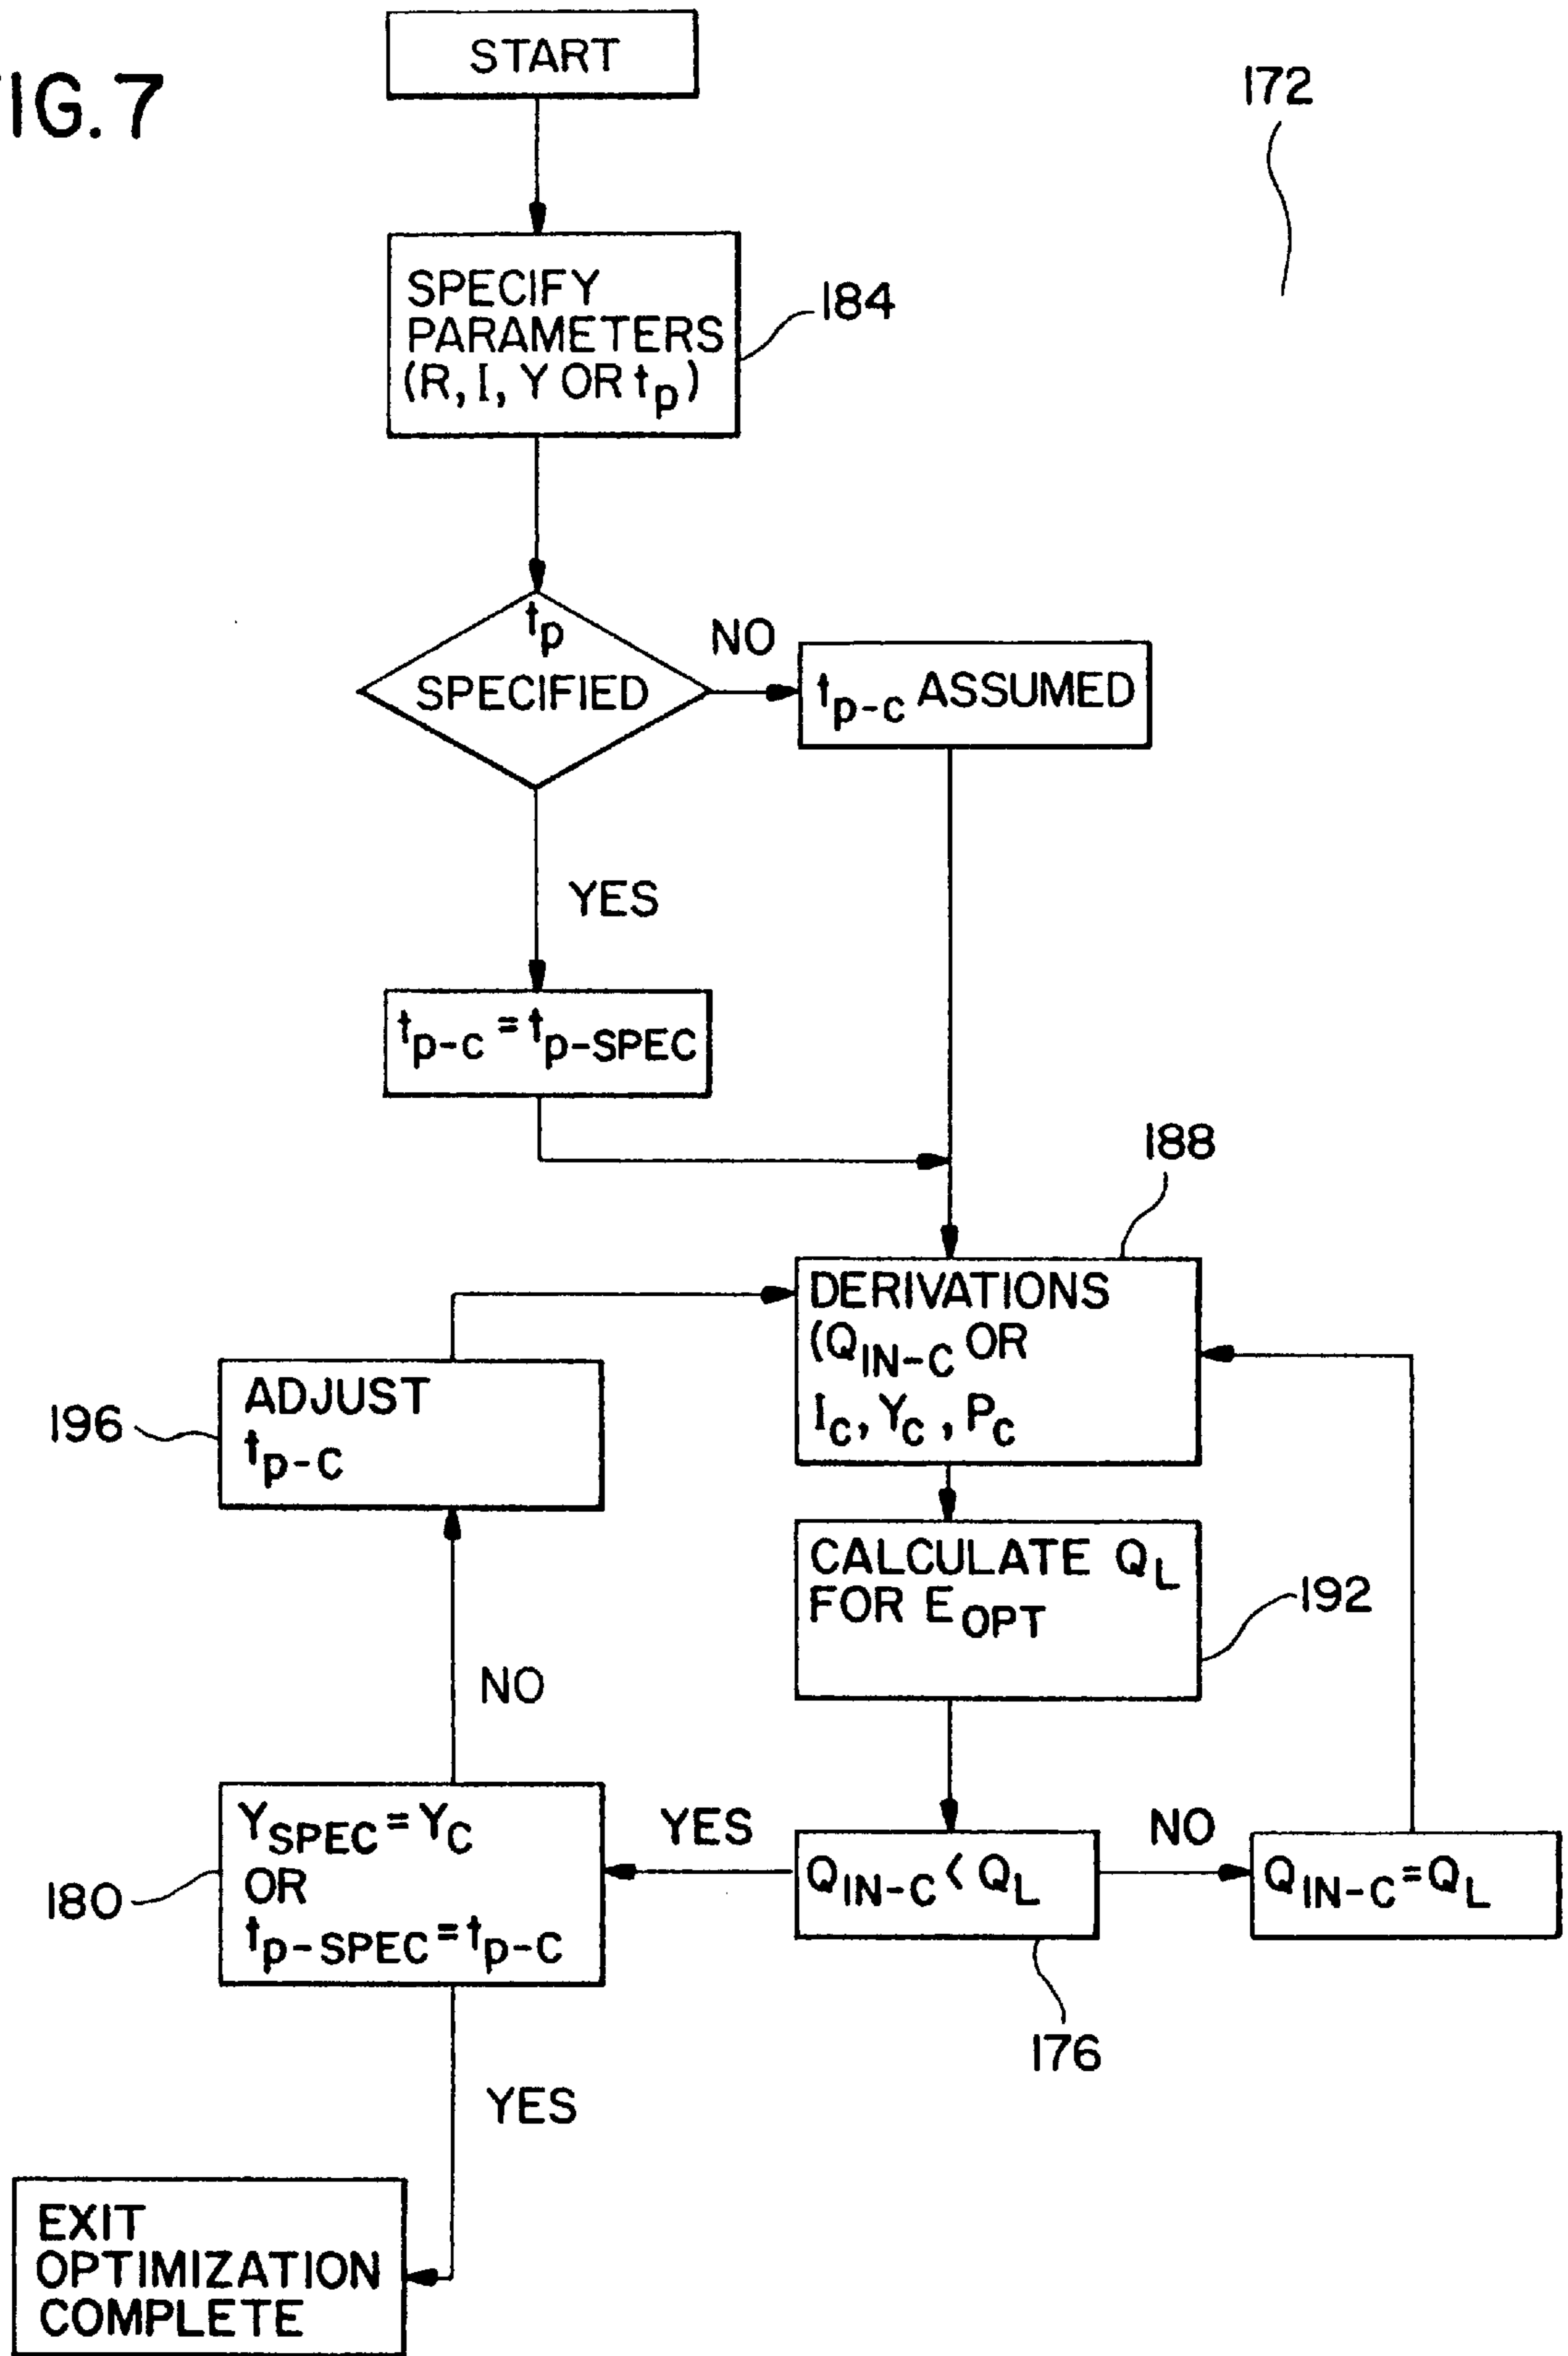 FIG. 7
START
172
SPECIFY
PARAMETERS
(R, I, Y OR tp)
184
tp
SPECIFIED
NO
tp-c ASSUMED
YES
tp-c = tp-SPEC
188
DERIVATIONS
(QIN-C OR
IC, YC, PC
ADJUST
tp-C
196
CALCULATE QL
FOR EOPT
192
NO
YSPEC = YC
OR
tp-SPEC = tp-C
180
YES
QIN-C < QL
NO
QIN-C = QL
176
YES
EXIT
OPTIMIZATION
COMPLETE